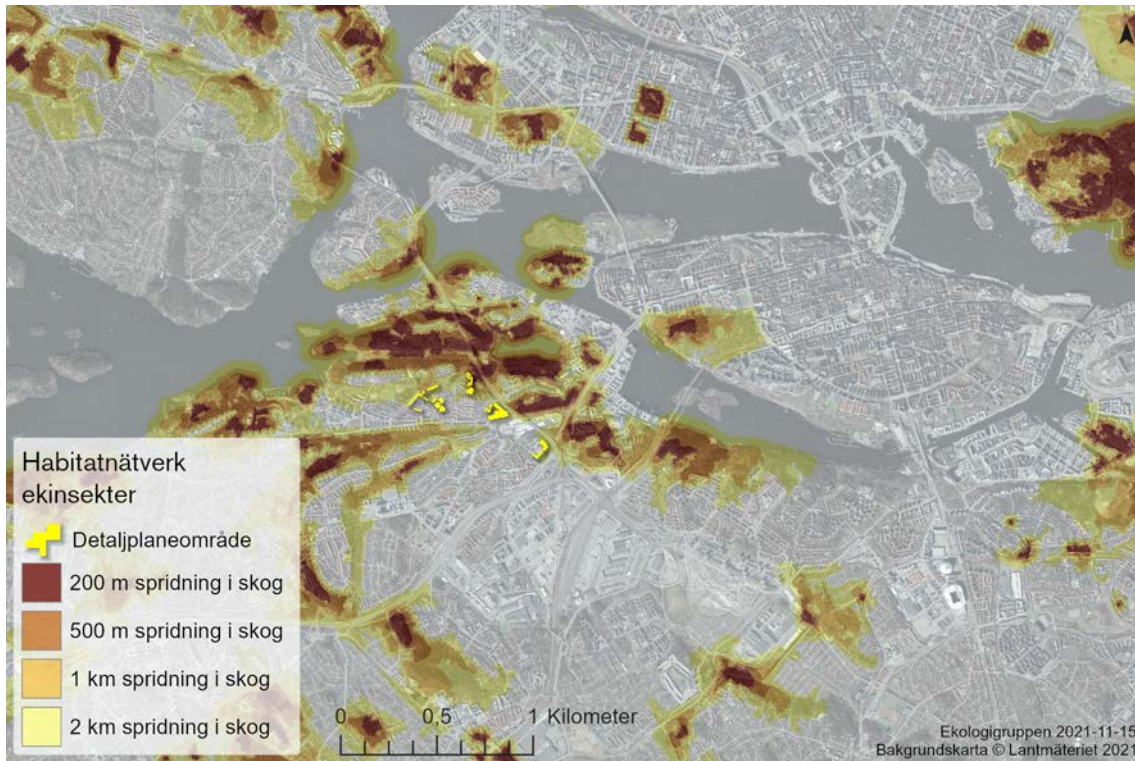 Habitatnätverk
ekinsekter
Detaljplaneområde
200 m spridning i skog
500 m spridning i skog
1 km spridning i skog
2 km spridning i skog
0 0,5 1 Kilometer
Ekologigruppen 2021-11-15
Bakgrundskarta © Lantmäteriet 2021